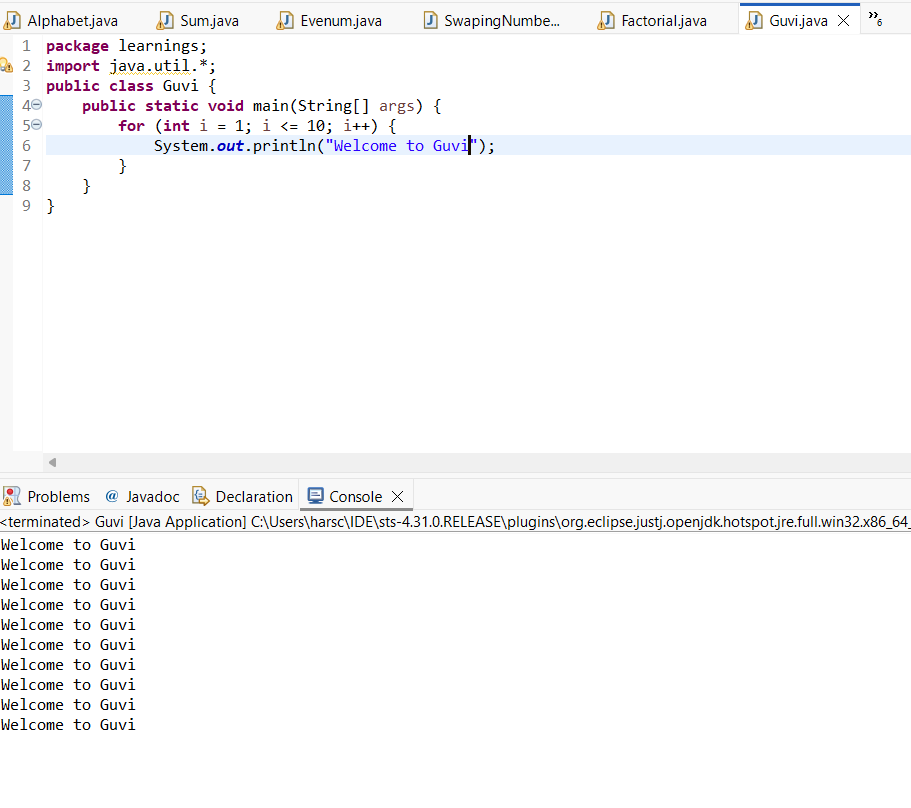 Alphabet.java Sum.java Evenum.java SwapingNumbe... Factorial.java Guvi.java »6
1 package learnings;
2 import java.util.*;
3 public class Guvi {
4     public static void main(String[] args) {
5         for (int i = 1; i <= 10; i++) {
6             System.out.println("Welcome to Guvi");
7         }
8     }
9 }
Problems @ Javadoc Declaration Console
<terminated> Guvi [Java Application] C:\Users\harsc\IDE\sts-4.31.0.RELEASE\plugins\org.eclipse.justj.openjdk.hotspot.jre.full.win32.x86_64_
Welcome to Guvi
Welcome to Guvi
Welcome to Guvi
Welcome to Guvi
Welcome to Guvi
Welcome to Guvi
Welcome to Guvi
Welcome to Guvi
Welcome to Guvi
Welcome to Guvi